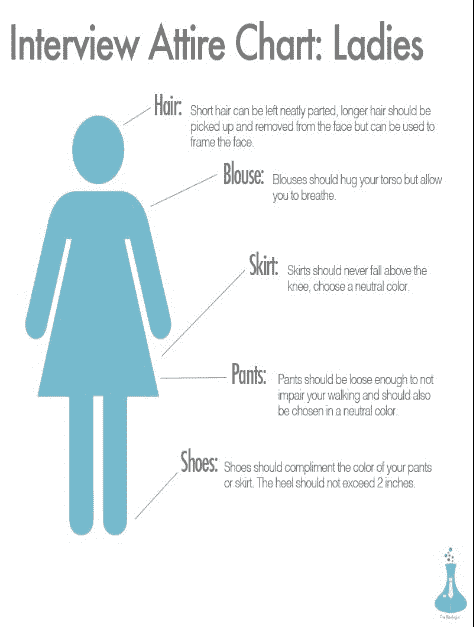 Interview Attire Chart: Ladies
Hair: Short hair can be left neatly parted, longer hair should be
picked up and removed from the face but can be used to
frame the face.
Blouse: Blouses should hug your torso but allow
you to breathe.
Skirt: Skirts should never fall above the
knee, choose a neutral color.
Pants: Pants should be loose enough to not
impair your walking and should also
be chosen in a neutral color.
Shoes: Shoes should compliment the color of your pants
or skirt. The heel should not exceed 2 inches.